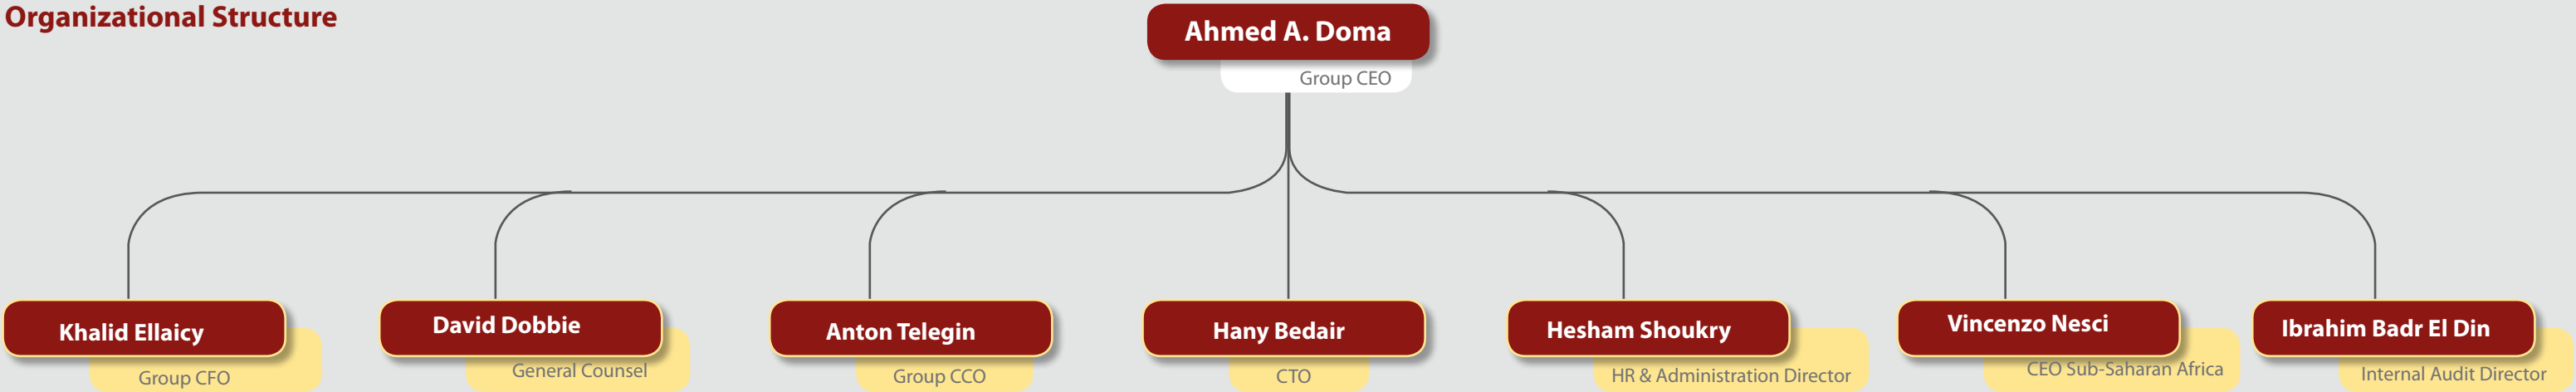 Organizational Structure
Ahmed A. Doma
Group CEO
Khalid Ellaicy
Group CFO
David Dobbie
General Counsel
Anton Telegin
Group CCO
Hany Bedair
CTO
Hesham Shoukry
HR & Administration Director
Vincenzo Nesci
CEO Sub-Saharan Africa
Ibrahim Badr El Din
Internal Audit Director